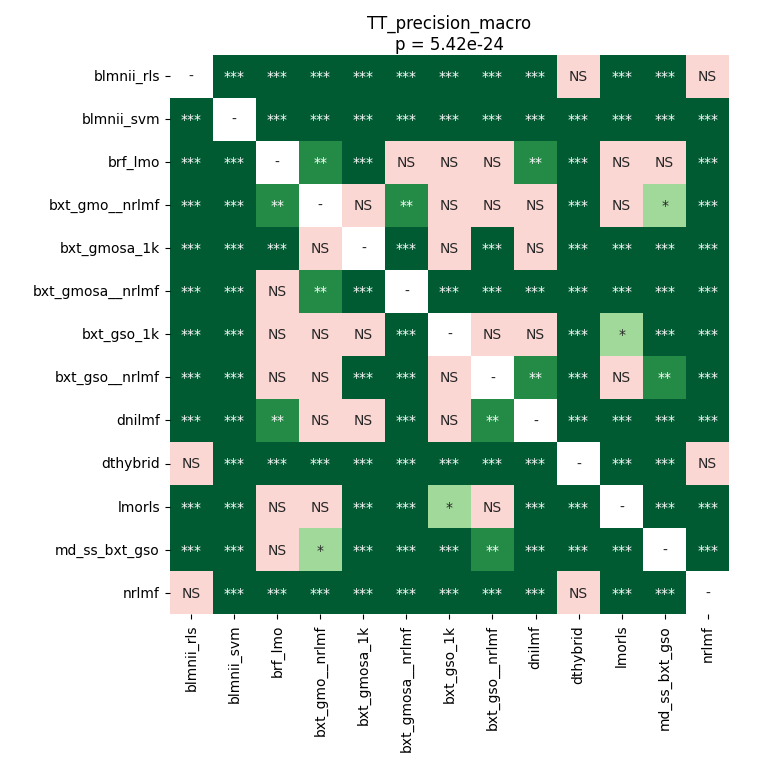 TT_precision_macro
p = 5.42e-24
blmnii_rls - *** *** *** *** *** *** *** *** NS *** *** NS
blmnii_svm *** - *** *** *** *** *** *** *** *** *** *** ***
brf_lmo *** *** - ** *** NS NS NS ** *** NS NS ***
bxt_gmo__nrlmf *** *** ** - NS ** NS NS NS *** NS * ***
bxt_gmosa_1k *** *** *** NS - *** NS *** NS *** *** *** ***
bxt_gmosa__nrlmf *** *** NS ** *** - *** *** *** *** *** *** ***
bxt_gso_1k *** *** NS NS NS *** - NS NS *** * *** ***
bxt_gso__nrlmf *** *** NS NS *** *** NS - ** *** NS ** ***
dnilmf *** *** ** NS NS *** NS ** - *** *** *** ***
dthybrid NS *** *** *** *** *** *** *** *** - *** *** NS
lmorls *** *** NS NS *** *** * NS *** *** - *** ***
md_ss_bxt_gso *** *** NS * *** *** *** ** *** *** *** - ***
nrlmf NS *** *** *** *** *** *** *** *** NS *** *** -
blmnii_rls
blmnii_svm
brf_lmo
bxt_gmo__nrlmf
bxt_gmosa_1k
bxt_gmosa__nrlmf
bxt_gso_1k
bxt_gso__nrlmf
dnilmf
dthybrid
lmorls
md_ss_bxt_gso
nrlmf